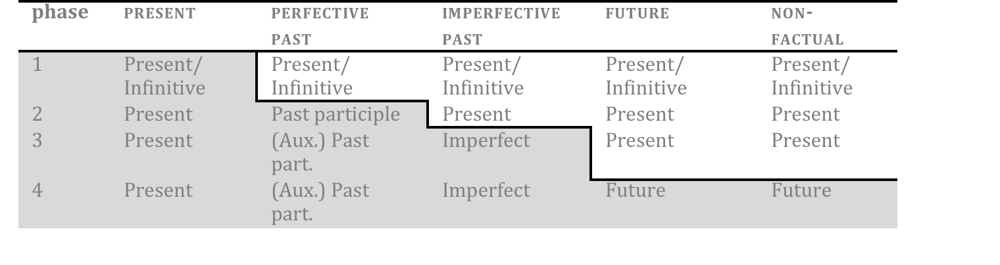 phase PRESENT PERFECTIVE IMPERFECTIVE FUTURE NON-
PAST PAST FACTUAL
1 Present/ Present/ Present/ Present/ Present/
Infinitive Infinitive Infinitive Infinitive Infinitive
2 Present Past participle Present Present Present
3 Present (Aux.) Past Imperfect Present Present
part.
4 Present (Aux.) Past Imperfect Future Future
part.